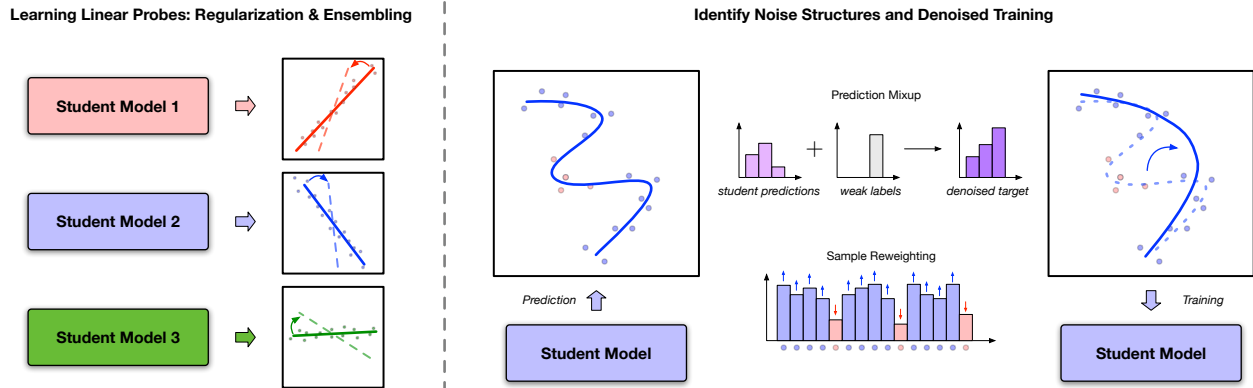 Learning Linear Probes: Regularization & Ensembling
Student Model 1
Student Model 2
Student Model 3
Identify Noise Structures and Denoised Training
Prediction Mixup
student predictions
weak labels
denoised target
Sample Reweighting
Prediction
Training
Student Model
Student Model